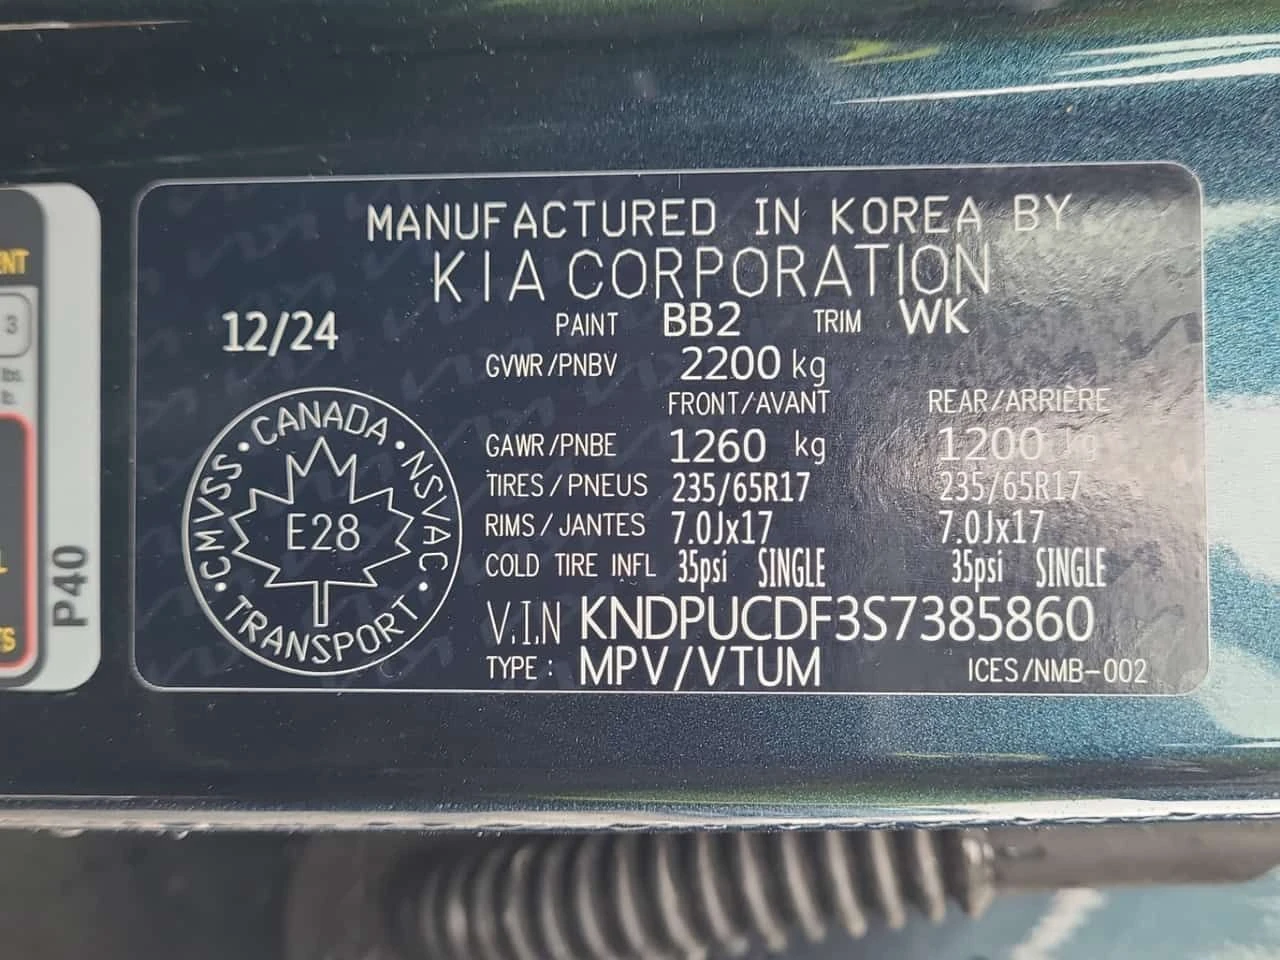 MANUFACTURED IN KOREA BY
KIA CORPORATION
12/24
PAINT BB2 TRIM WK
GVWR/PNBV 2200 kg
FRONT/AVANT REAR/ARRIÈRE
GAWR/PNBE 1260 kg 1200 kg
TIRES/PNEUS 235/65R17 235/65R17
RIMS/JANTES 7.0Jx17 7.0Jx17
COLD TIRE INFL 35psi SINGLE 35psi SINGLE
V.I.N KNDPUCDF3S7385860
TYPE: MPV/VTUM ICES/NMB-002
CANADA
CMVSS NSVAC
E28
TRANSPORT
3
lbs.
P40